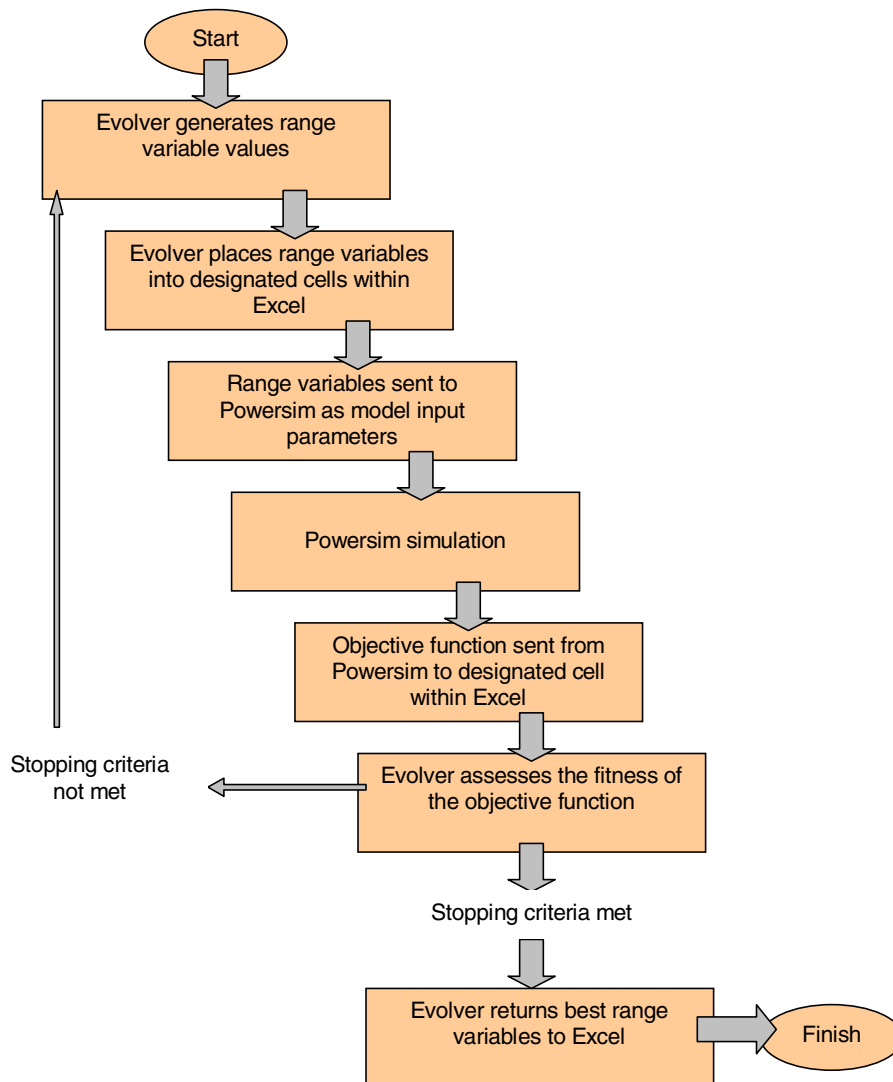 Start
Evolver generates range
variable values
Evolver places range variables
into designated cells within
Excel
Range variables sent to
Powersim as model input
parameters
Powersim simulation
Objective function sent from
Powersim to designated cell
within Excel
Evolver assesses the fitness of
the objective function
Stopping criteria
not met
Stopping criteria met
Evolver returns best range
variables to Excel
Finish